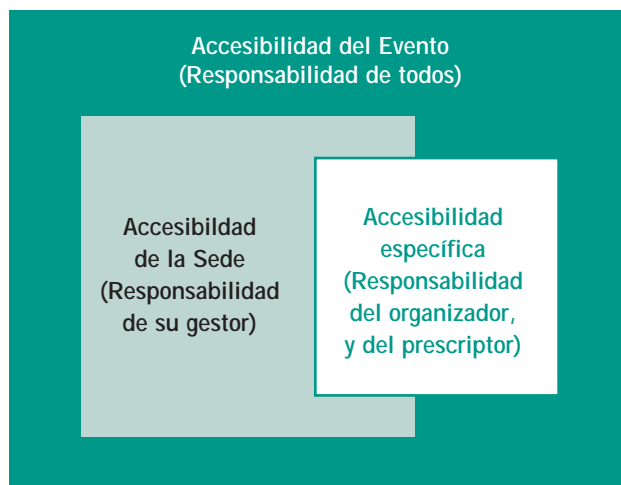 Accesibilidad del Evento
(Responsabilidad de todos)
Accesibildad
de la Sede
(Responsabilidad
de su gestor)
Accesibilidad
específica
(Responsabilidad
del organizador,
y del prescriptor)